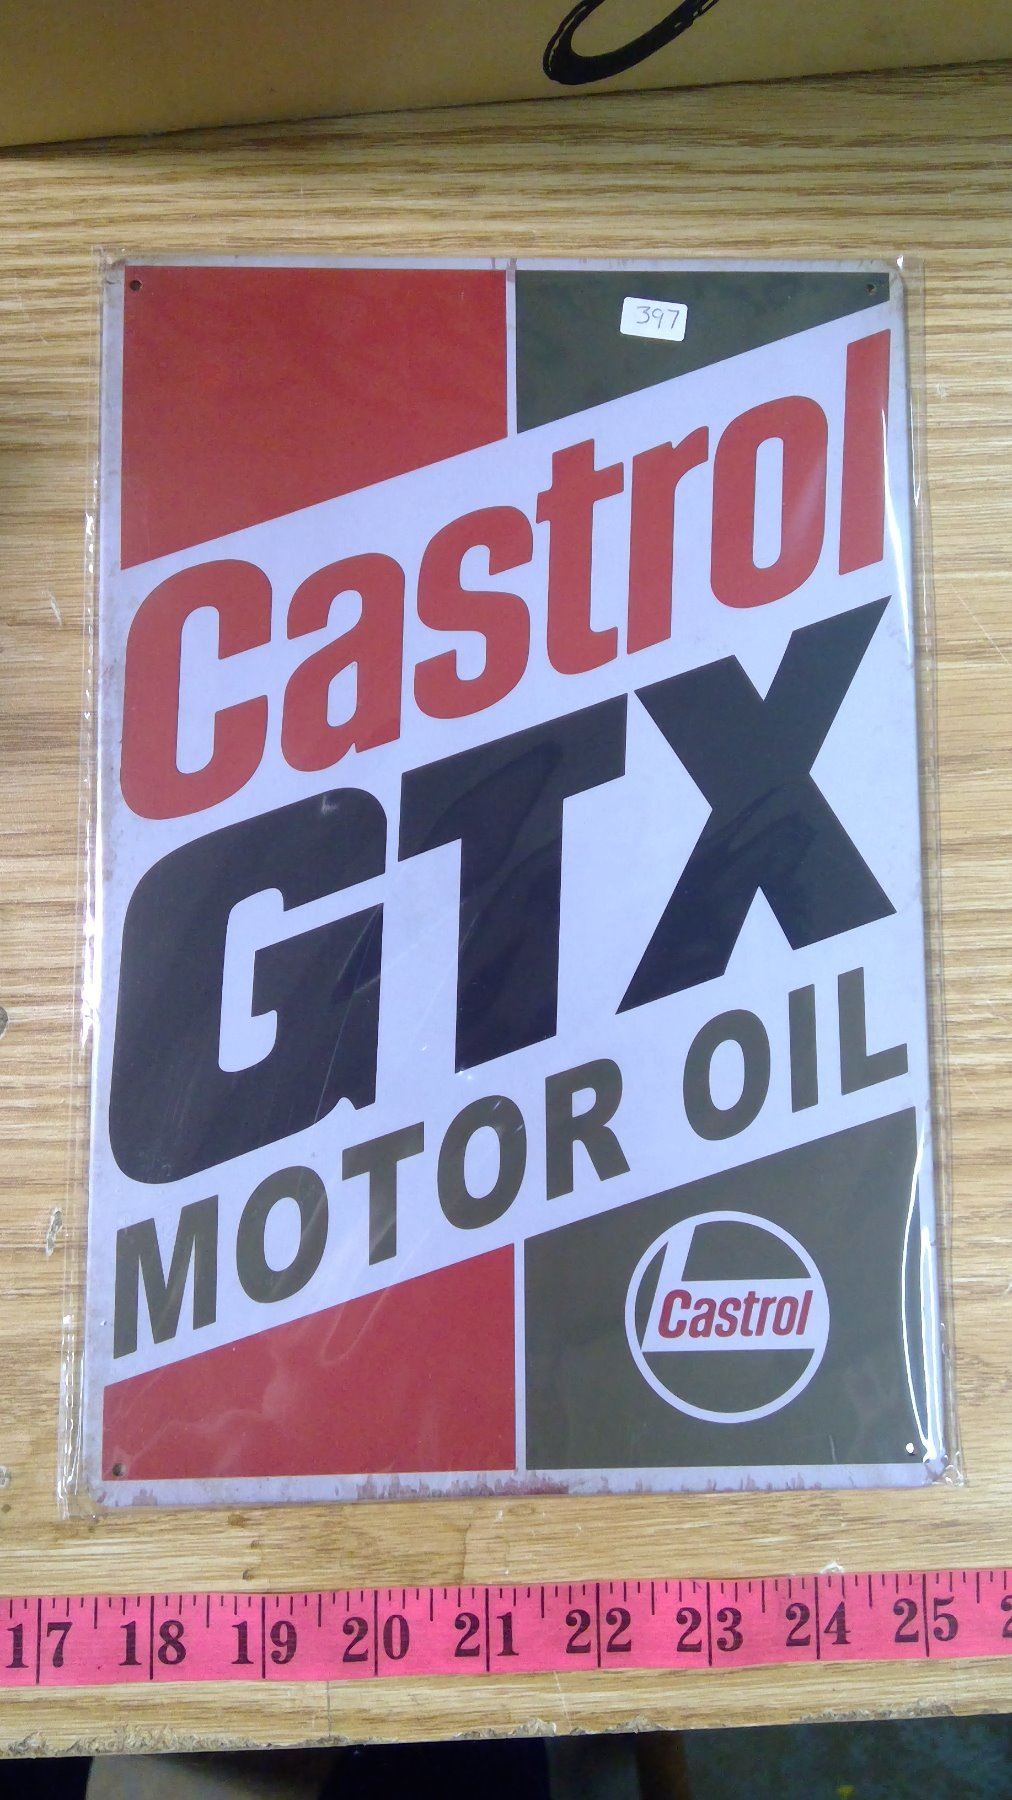 397
Castrol
GTX
MOTOR OIL
Castrol
17 18 19 20 21 22 23 24 25